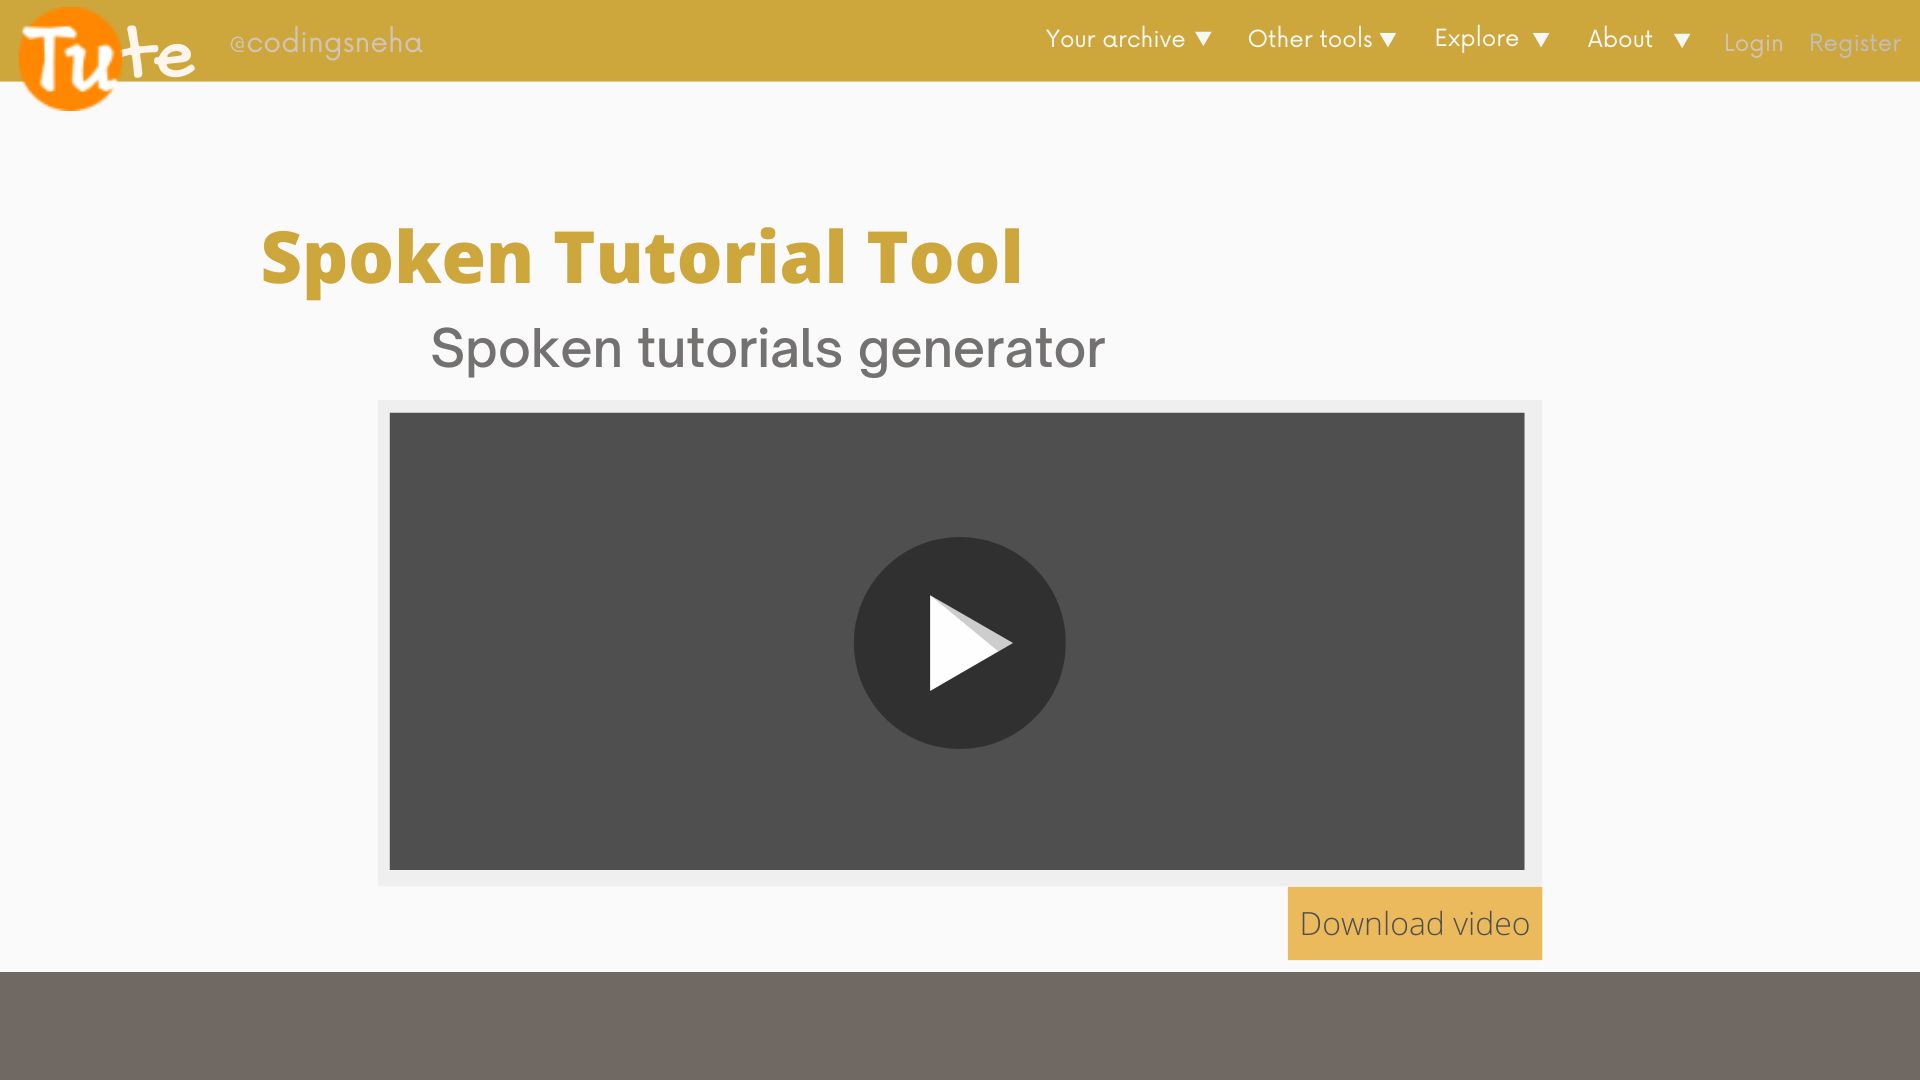 Tute
@codingsneha
Your archive ▼ Other tools ▼ Explore ▼ About ▼ Login Register
Spoken Tutorial Tool
Spoken tutorials generator
Download video